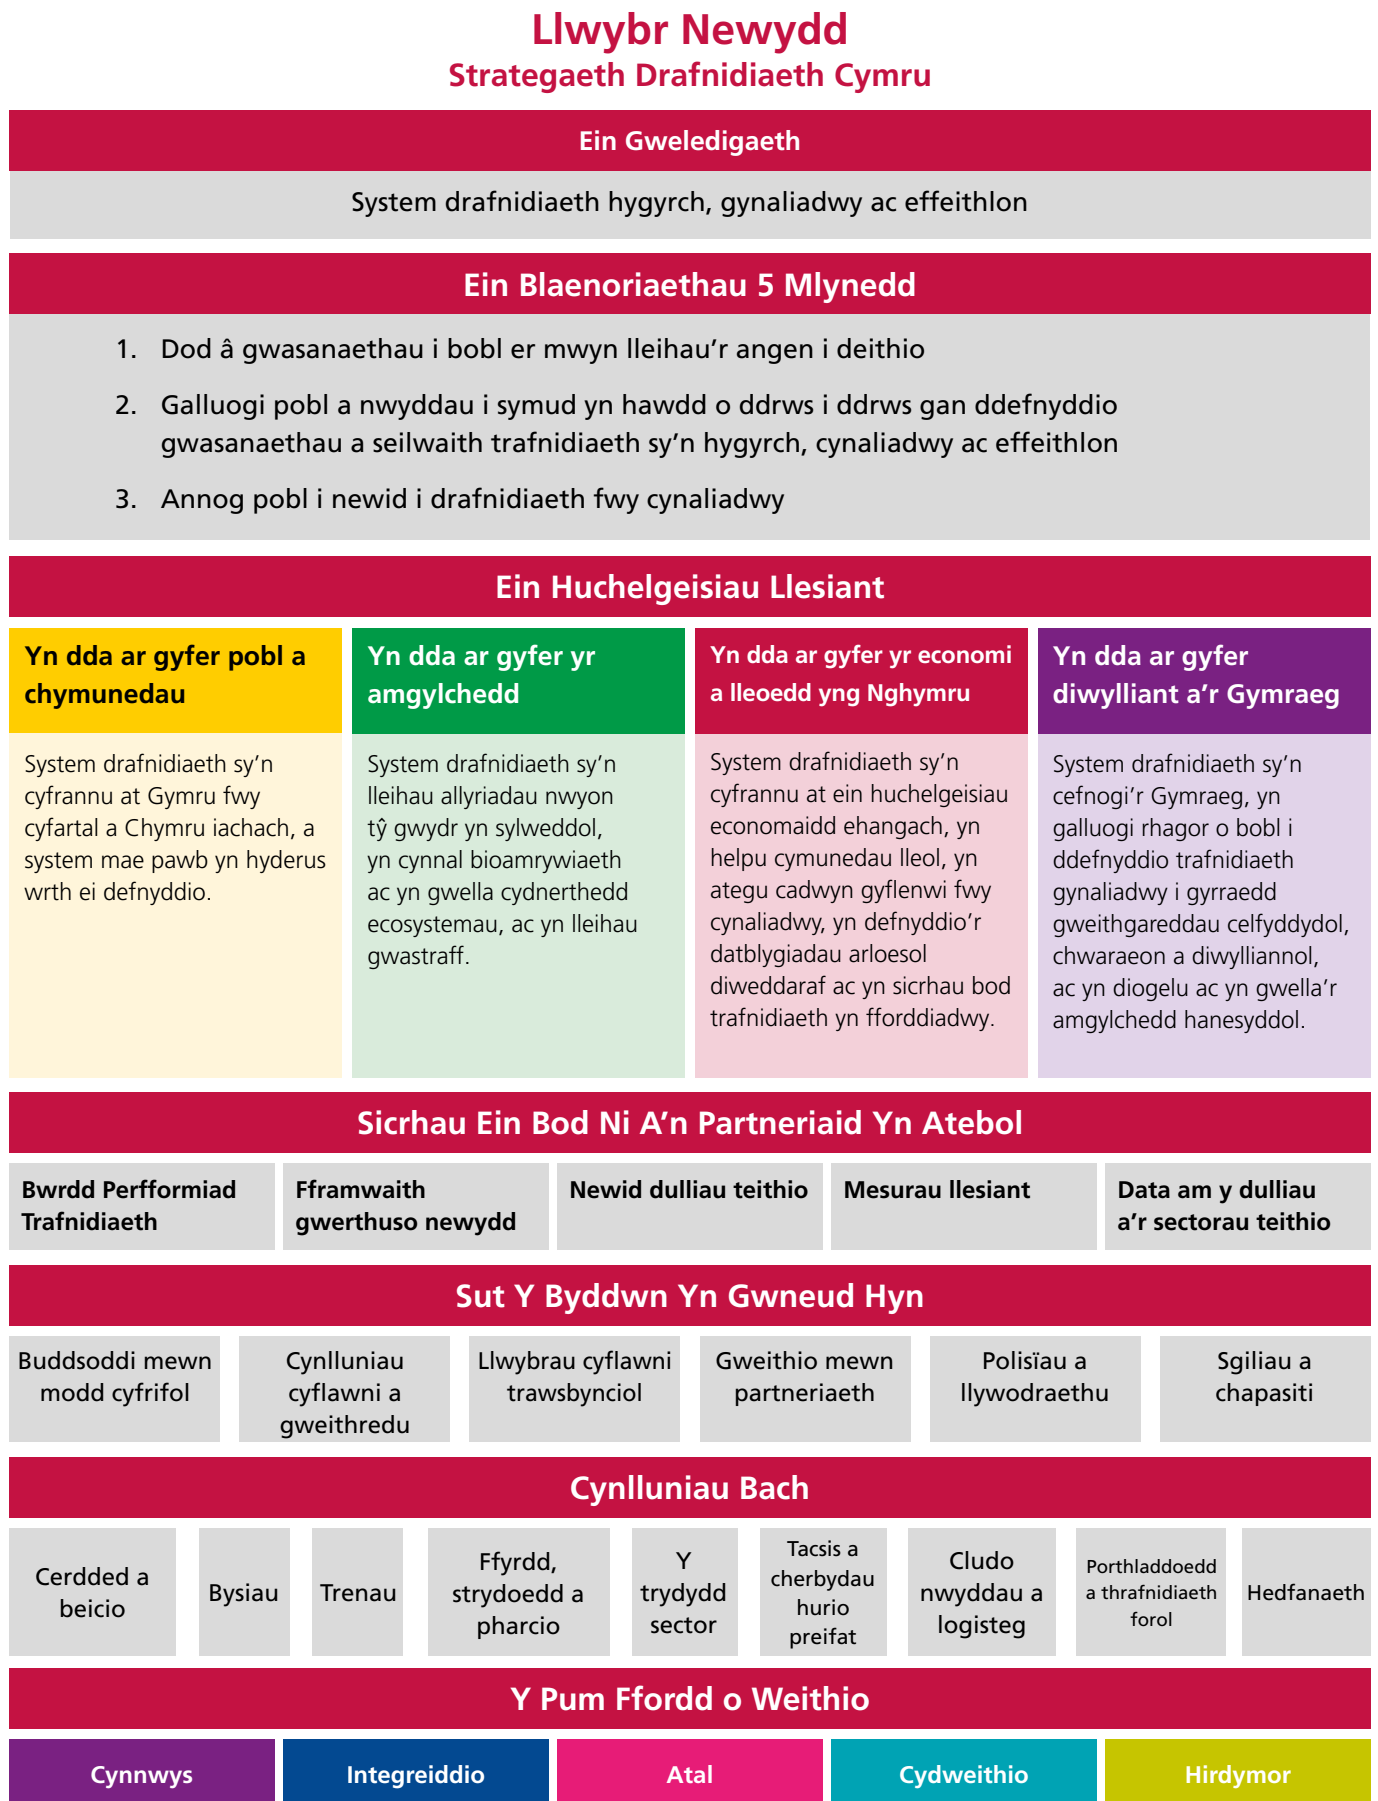 Llwybr Newydd
Strategaeth Drafnidiaeth Cymru
Ein Gweledigaeth
System drafnidiaeth hygyrch, gynaliadwy ac effeithlon
Ein Blaenoriaethau 5 Mlynedd
1. Dod â gwasanaethau i bobl er mwyn lleihau'r angen i deithio
2. Galluogi pobl a nwyddau i symud yn hawdd o ddrws i ddrws gan ddefnyddio
gwasanaethau a seilwaith trafnidiaeth sy'n hygyrch, cynaliadwy ac effeithlon
3. Annog pobl i newid i drafnidiaeth fwy cynaliadwy
Ein Huchelgeisiau Llesiant
Yn dda ar gyfer pobl a
chymunedau
System drafnidiaeth sy'n
cyfrannu at Gymru fwy
cyfartal a Chymru iachach, a
system mae pawb yn hyderus
wrth ei defnyddio.
Yn dda ar gyfer yr
amgylchedd
System drafnidiaeth sy'n
lleihau allyriadau nwyon
tŷ gwydr yn sylweddol,
yn cynnal bioamrywiaeth
ac yn gwella cydnerthedd
ecosystemau, ac yn lleihau
gwastraff.
Yn dda ar gyfer yr economi
a lleoedd yng Nghymru
System drafnidiaeth sy'n
cyfrannu at ein huchelgeisiau
economaidd ehangach, yn
helpu cymunedau lleol, yn
ategu cadwyn gyflenwi fwy
cynaliadwy, yn defnyddio'r
datblygiadau arloesol
diweddaraf ac yn sicrhau bod
trafnidiaeth yn fforddiadwy.
Yn dda ar gyfer
diwylliant a'r Gymraeg
System drafnidiaeth sy'n
cefnogi'r Gymraeg, yn
galluogi rhagor o bobl i
ddefnyddio trafnidiaeth
gynaliadwy i gyrraedd
gweithgareddau celfyddydol,
chwaraeon a diwylliannol,
ac yn diogelu ac yn gwella'r
amgylchedd hanesyddol.
Sicrhau Ein Bod Ni A'n Partneriaid Yn Atebol
Bwrdd Perfformiad
Trafnidiaeth
Fframwaith
gwerthuso newydd
Newid dulliau teithio
Mesurau llesiant
Data am y dulliau
a'r sectorau teithio
Sut Y Byddwn Yn Gwneud Hyn
Buddsoddi mewn
modd cyfrifol
Cynlluniau
cyflawni a
gweithredu
Llwybrau cyflawni
trawsbynciol
Gweithio mewn
partneriaeth
Polisïau a
llywodraethu
Sgiliau a
chapasiti
Cynlluniau Bach
Cerdded a
beicio
Bysiau
Trenau
Ffyrdd,
strydoedd a
pharcio
Y
trydydd
sector
Tacsis a
cherbydau
hurio
preifat
Cludo
nwyddau a
logisteg
Porthladdoedd
a thrafnidiaeth
forol
Hedfanaeth
Y Pum Ffordd o Weithio
Cynnwys
Integreiddio
Atal
Cydweithio
Hirdymor